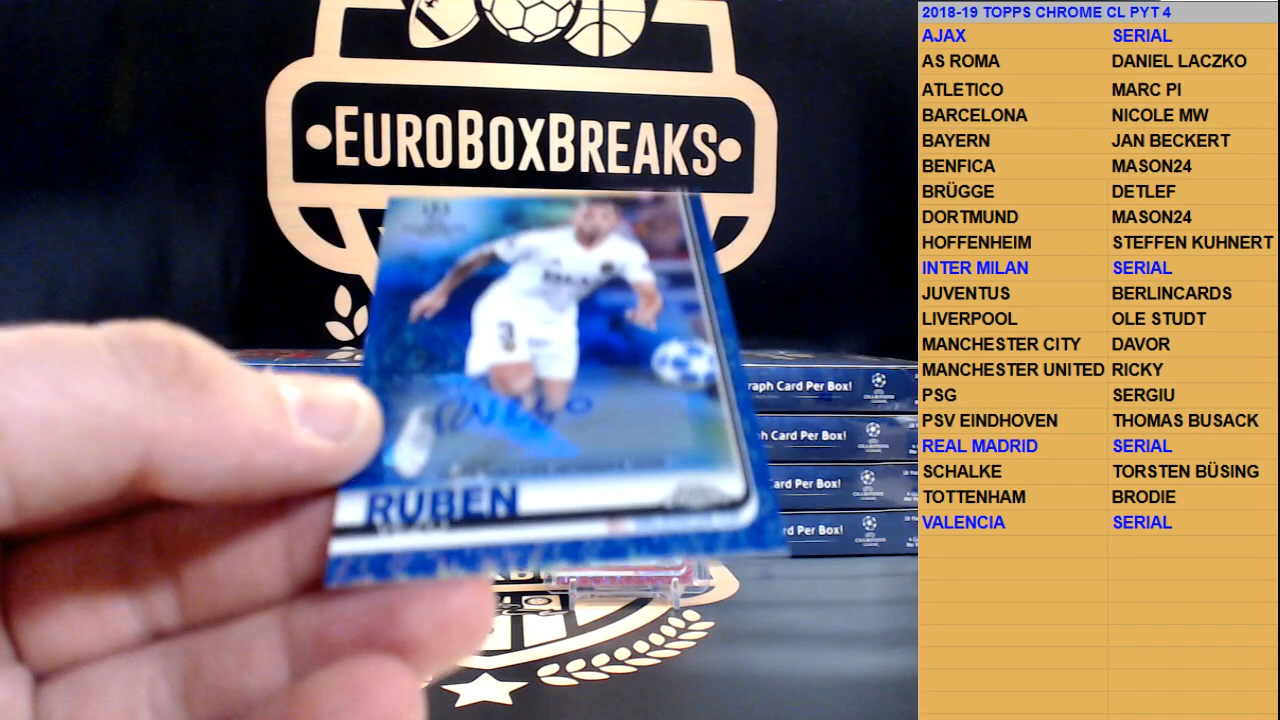 EUROBOXBREAKS
RUBEN
raph Card Per Box!
h Card Per Box!
rd Per Box!
rd Per Box!
2018-19 TOPPS CHROME CL PYT 4
AJAX SERIAL
AS ROMA DANIEL LACZKO
ATLETICO MARC PI
BARCELONA NICOLE MW
BAYERN JAN BECKERT
BENFICA MASON24
BRÜGGE DETLEF
DORTMUND MASON24
HOFFENHEIM STEFFEN KUHNERT
INTER MILAN SERIAL
JUVENTUS BERLINCARDS
LIVERPOOL OLE STUDT
MANCHESTER CITY DAVOR
MANCHESTER UNITED RICKY
PSG SERGIU
PSV EINDHOVEN THOMAS BUSACK
REAL MADRID SERIAL
SCHALKE TORSTEN BÜSING
TOTTENHAM BRODIE
VALENCIA SERIAL